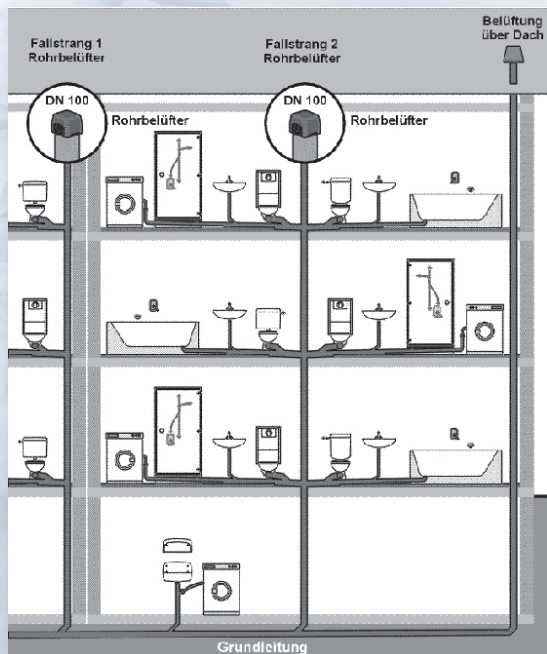 Belüftung
über Dach
Fallstrang 1
Rohrbelüfter
Fallstrang 2
Rohrbelüfter
DN 100
Rohrbelüfter
DN 100
Rohrbelüfter
Grundleitung